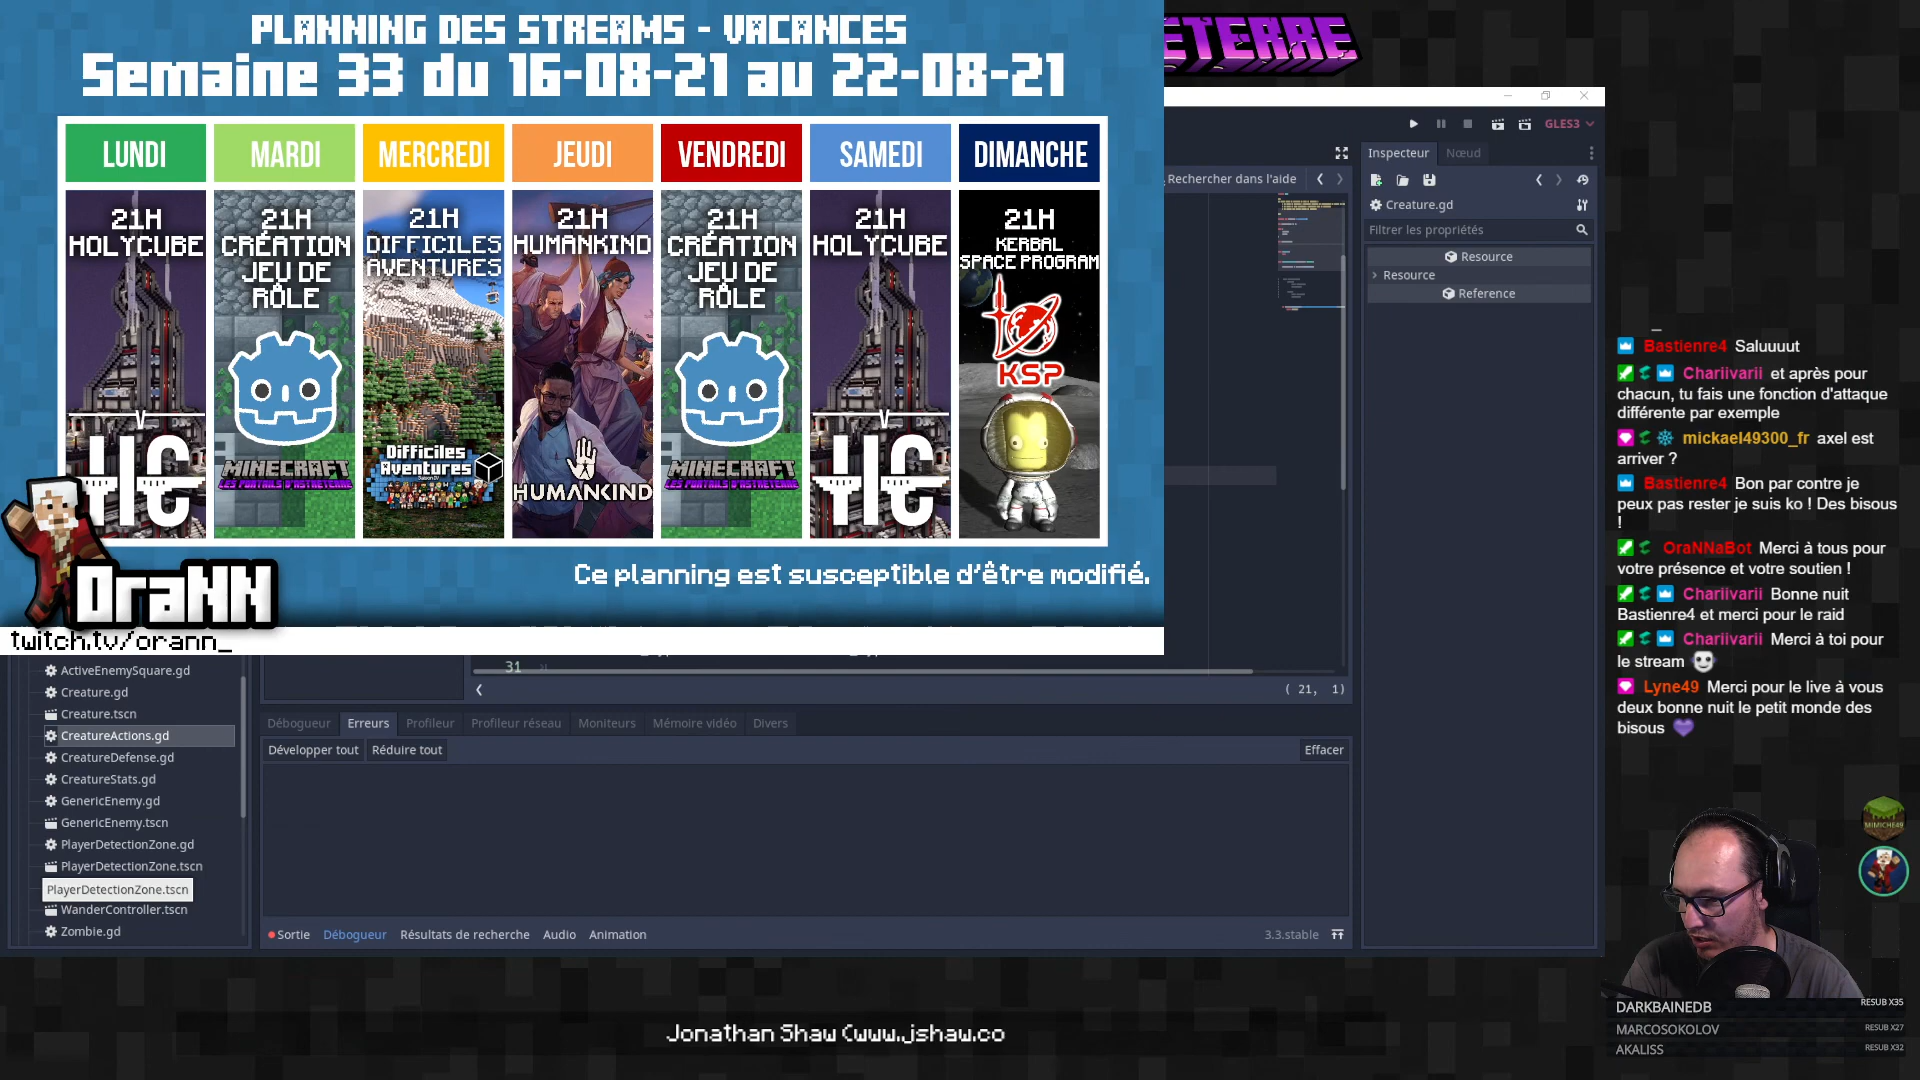 PLANNING DES STREAMS - VACANCES
Semaine 33 du 16-08-21 au 22-08-21
LUNDI
MARDI
MERCREDI
JEUDI
VENDREDI
SAMEDI
DIMANCHE
21H
HOLYCUBE
HC
21H
CRÉATION
JEU DE
RÔLE
MINECRAFT
LES PORTAILS D'ASTRETERRE
21H
DIFFICILES
AVENTURES
Difficiles
Aventures
21H
HUMANKIND
HUMANKIND
21H
CRÉATION
JEU DE
RÔLE
MINECRAFT
LES PORTAILS D'ASTRETERRE
21H
HOLYCUBE
HC
21H
KERBAL
SPACE PROGRAM
KSP
OraNN
Ce planning est susceptible d'être modifié.
twitch.tv/orann_
ETERRE
GLES3
Rechercher dans l'aide
Inspecteur
Nœud
Creature.gd
Filtrer les propriétés
Resource
Resource
Reference
31
( 21, 1)
ActiveEnemySquare.gd
Creature.gd
Creature.tscn
CreatureActions.gd
CreatureDefense.gd
CreatureStats.gd
GenericEnemy.gd
GenericEnemy.tscn
PlayerDetectionZone.gd
PlayerDetectionZone.tscn
PlayerDetectionZone.tscn
WanderController.tscn
Zombie.gd
Débogueur
Erreurs
Profileur
Profileur réseau
Moniteurs
Mémoire vidéo
Divers
Développer tout
Réduire tout
Effacer
Sortie
Débogueur
Résultats de recherche
Audio
Animation
3.3.stable
Bastienre4 Saluuuut
Chariivarii et après pour
chacun, tu fais une fonction d'attaque
différente par exemple
mickael49300_fr axel est
arriver ?
Bastienre4 Bon par contre je
peux pas rester je suis ko ! Des bisous
!
OraNNaBot Merci à tous pour
votre présence et votre soutien !
Chariivarii Bonne nuit
Bastienre4 et merci pour le raid
Chariivarii Merci à toi pour
le stream
Lyne49 Merci pour le live à vous
deux bonne nuit le petit monde des
bisous
MIMICHE49
DARKBAINEDB
RESUB X35
MARCOSOKOLOV
RESUB X27
AKALISS
RESUB X32
Jonathan Shaw (www.jshaw.co